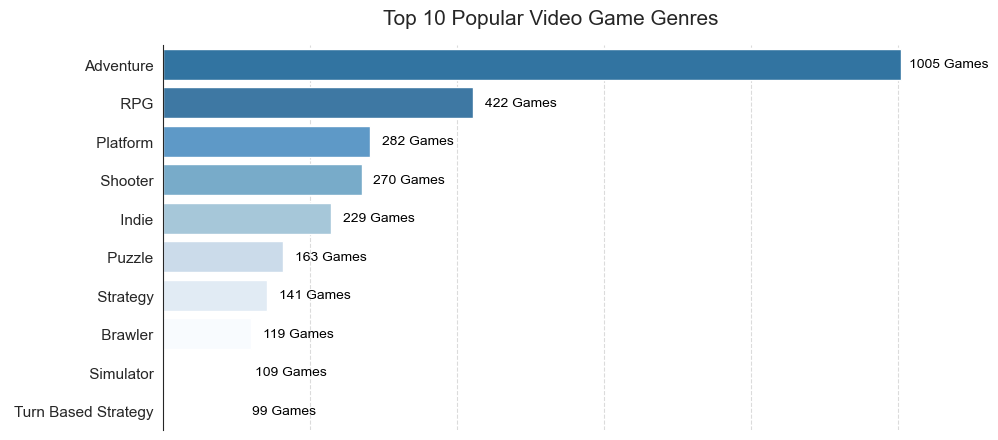 Top 10 Popular Video Game Genres
Adventure 1005 Games
RPG 422 Games
Platform 282 Games
Shooter 270 Games
Indie 229 Games
Puzzle 163 Games
Strategy 141 Games
Brawler 119 Games
Simulator 109 Games
Turn Based Strategy 99 Games